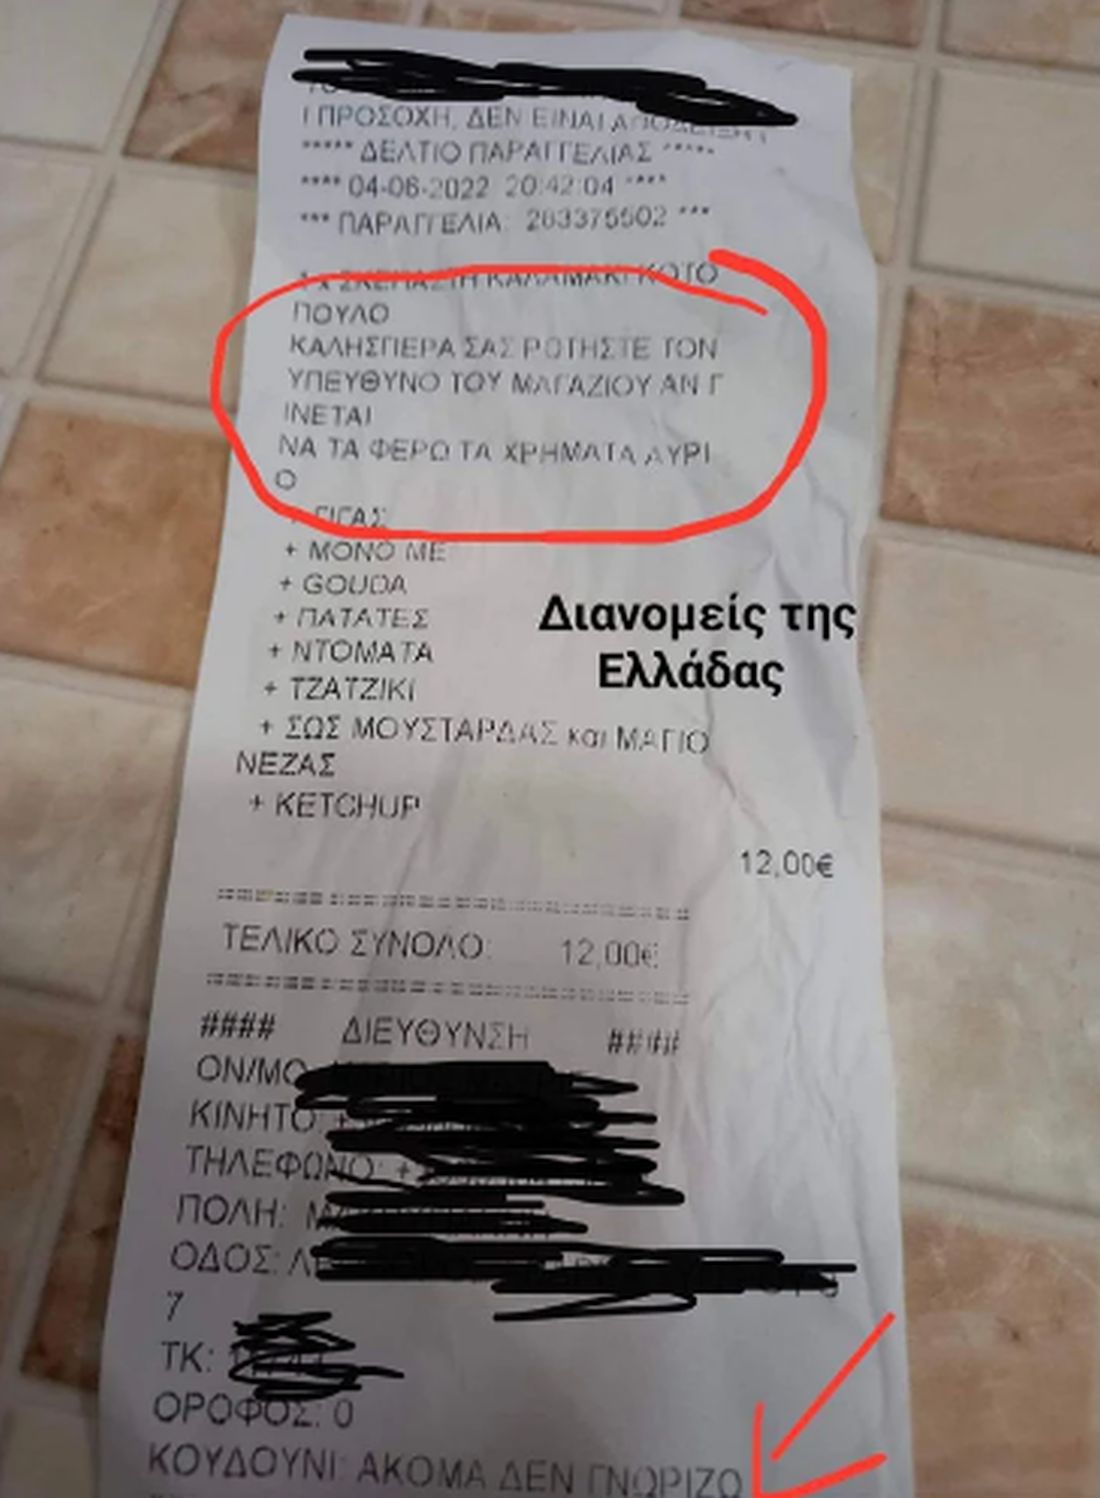 ! ΠΡΟΣΟΧΗ, ΔΕΝ ΕΙΝΑΙ ΑΠΟΔΕΙΞΗ !
***** ΔΕΛΤΙΟ ΠΑΡΑΓΓΕΛΙΑΣ *****
**** 04-06-2022 20:42:04 ****
*** ΠΑΡΑΓΓΕΛΙΑ: 263375502 ***
1 x ΣΚΕΠΑΣΤΗ ΚΑΛΑΜΑΚΙ ΚΟΤΟ
ΠΟΥΛΟ
ΚΑΛΗΣΠΕΡΑ ΣΑΣ ΡΩΤΗΣΤΕ ΤΟΝ
ΥΠΕΥΘΥΝΟ ΤΟΥ ΜΑΓΑΖΙΟΥ ΑΝ Γ
ΙΝΕΤΑΙ
ΝΑ ΤΑ ΦΕΡΩ ΤΑ ΧΡΗΜΑΤΑ ΑΥΡΙ
Ο
+ ΓΙΓΑΣ
+ ΜΟΝΟ ΜΕ
+ GOUDA
+ ΠΑΤΑΤΕΣ
+ ΝΤΟΜΑΤΑ
+ ΤΖΑΤΖΙΚΙ
+ ΣΩΣ ΜΟΥΣΤΑΡΔΑΣ και ΜΑΓΙΟ
ΝΕΖΑΣ
+ KETCHUP
Διανομείς της
Ελλάδας
12,00€
ΤΕΛΙΚΟ ΣΥΝΟΛΟ: 12,00€
#### ΔΙΕΥΘΥΝΣΗ ####
ΟΝ/ΜΟ
ΚΙΝΗΤΟ: +
ΤΗΛΕΦΩΝΟ: +
ΠΟΛΗ:
ΟΔΟΣ:
7
ΤΚ:
ΟΡΟΦΟΣ: 0
ΚΟΥΔΟΥΝΙ: ΑΚΟΜΑ ΔΕΝ ΓΝΩΡΙΖΩ